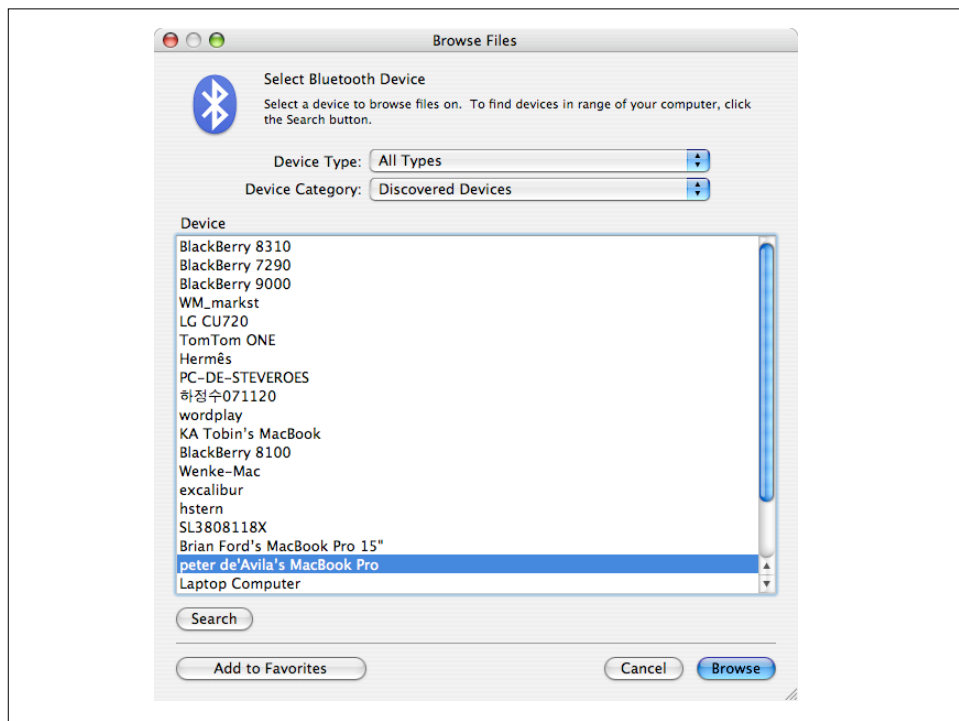 Browse Files
Select Bluetooth Device
Select a device to browse files on. To find devices in range of your computer, click
the Search button.
Device Type: All Types
Device Category: Discovered Devices
Device
BlackBerry 8310
BlackBerry 7290
BlackBerry 9000
WM_markst
LG CU720
TomTom ONE
Hermês
PC-DE-STEVEROES
하정수071120
wordplay
KA Tobin's MacBook
BlackBerry 8100
Wenke-Mac
excalibur
hstern
SL3808118X
Brian Ford's MacBook Pro 15"
peter de'Avila's MacBook Pro
Laptop Computer
Search
Add to Favorites
Cancel
Browse